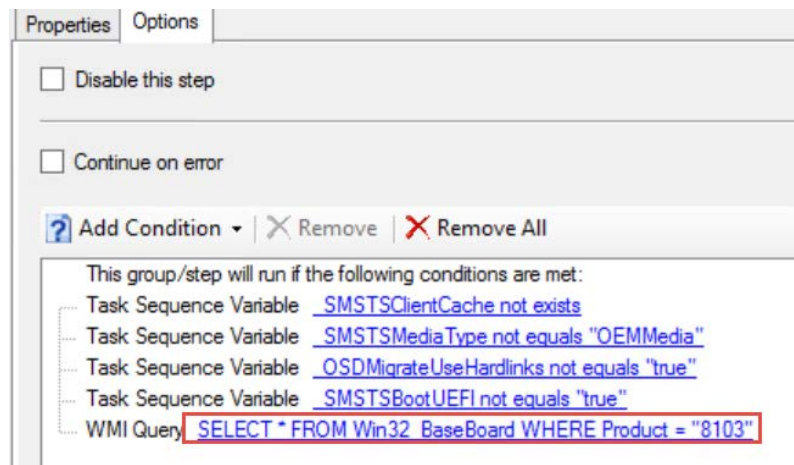 Properties Options
Disable this step
Continue on error
Add Condition Remove Remove All
This group/step will run if the following conditions are met:
Task Sequence Variable _SMSTSClientCache not exists
Task Sequence Variable _SMSTSMediaType not equals "OEMMedia"
Task Sequence Variable _OSDMigrateUseHardlinks not equals "true"
Task Sequence Variable _SMSTSBootUEFI not equals "true"
WMI Query SELECT * FROM Win32_BaseBoard WHERE Product = "8103"